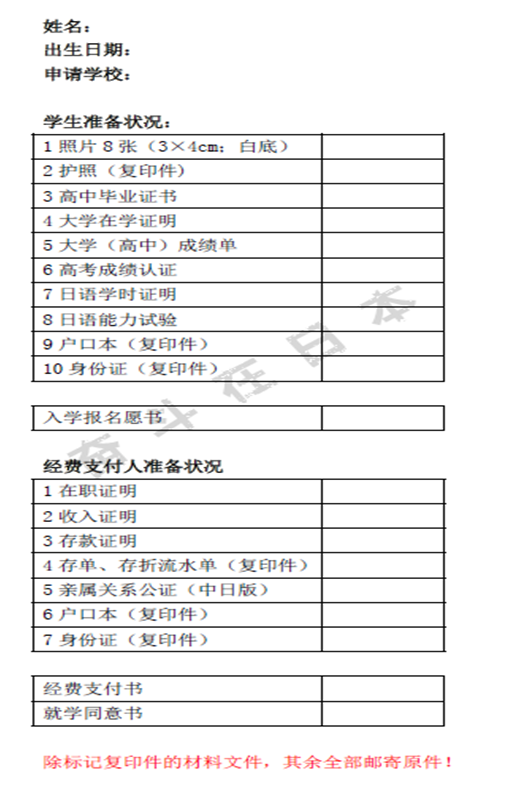 姓名：
出生日期：
申请学校：
学生准备状况：
1 照片 8 张（3×4cm；白底）
2 护照（复印件）
3 高中毕业证书
4 大学在学证明
5 大学（高中）成绩单
6 高考成绩认证
7 日语学时证明
8 日语能力试验
9 户口本（复印件）
10 身份证（复印件）
入学报名愿书
经费支付人准备状况
1 在职证明
2 收入证明
3 存款证明
4 存单、存折流水单（复印件）
5 亲属关系公证（中日版）
6 户口本（复印件）
7 身份证（复印件）
经费支付书
就学同意书
除标记复印件的材料文件，其余全部邮寄原件！
奋斗在日本